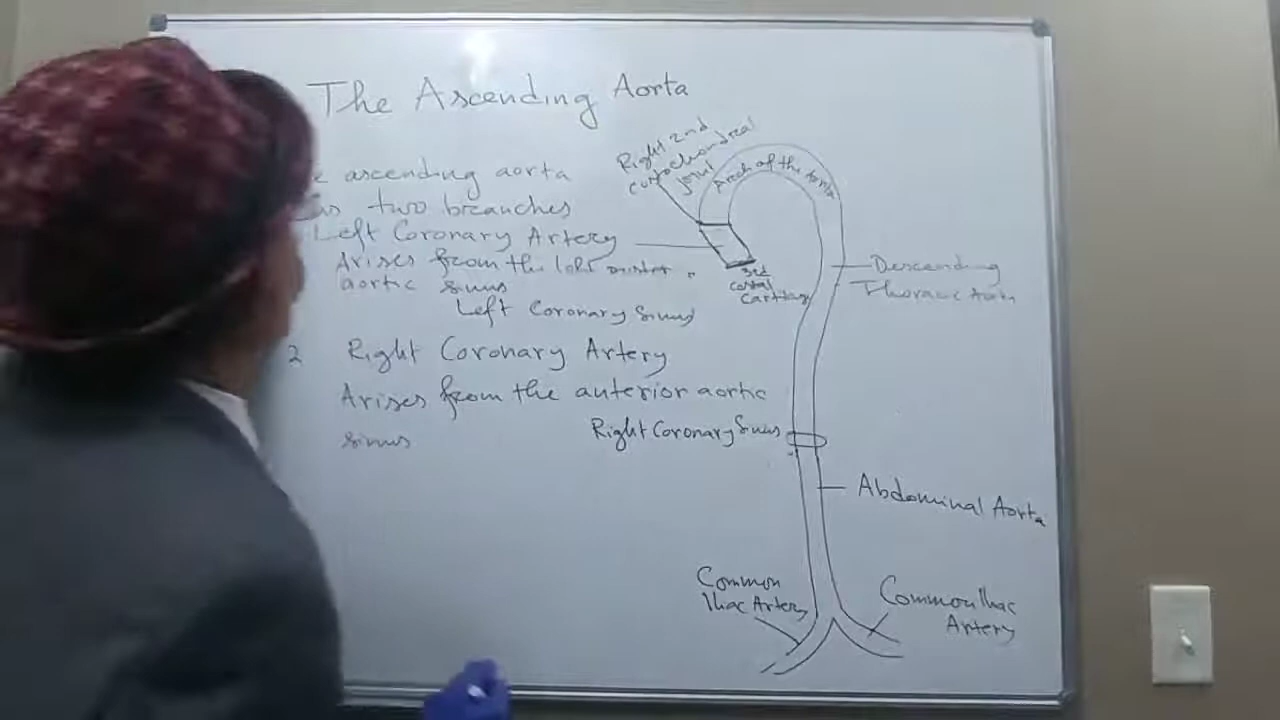 The Ascending Aorta
ascending aorta
two branches
Left Coronary Artery
Arises from the left
aortic sinus
Left Coronary Sinus
2 Right Coronary Artery
Arises from the anterior aortic
sinus
Right Coronary Sinus
Right 2nd
costochondral
joint
Arch of the Aorta
3rd
costal
cartilage
Descending
Thoracic Aorta
Abdominal Aorta
Common
Iliac Artery
Common Iliac
Artery